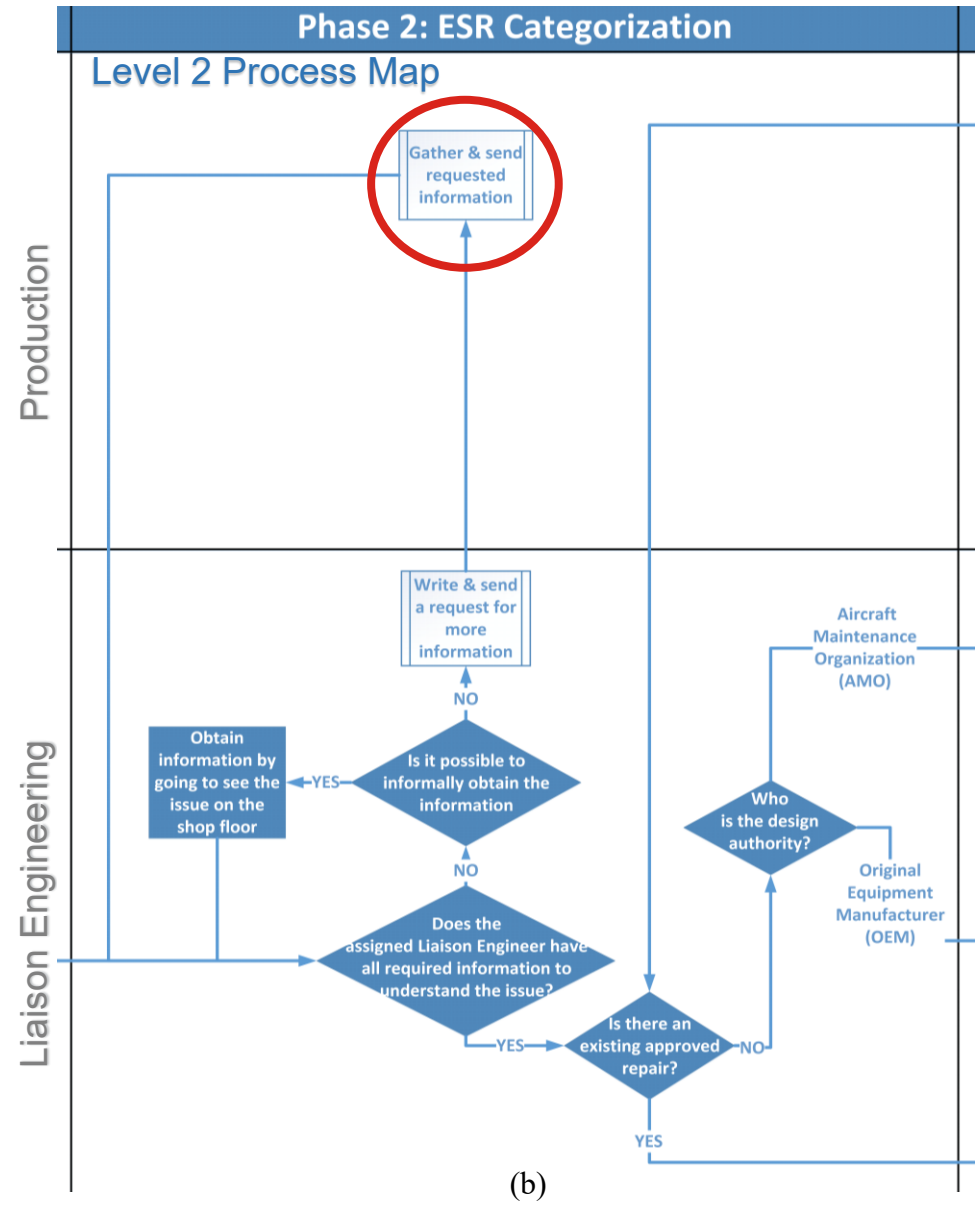 Phase 2: ESR Categorization
Level 2 Process Map
Production
Gather & send
requested
information
Liaison Engineering
Write & send
a request for
more
information
NO
Is it possible to
informally obtain the
information
YES
Obtain
information by
going to see the
issue on the
shop floor
NO
Does the
assigned Liaison Engineer have
all required information to
understand the issue?
YES
Is there an
existing approved
repair?
NO
YES
Who
is the design
authority?
Aircraft
Maintenance
Organization
(AMO)
Original
Equipment
Manufacturer
(OEM)
(b)